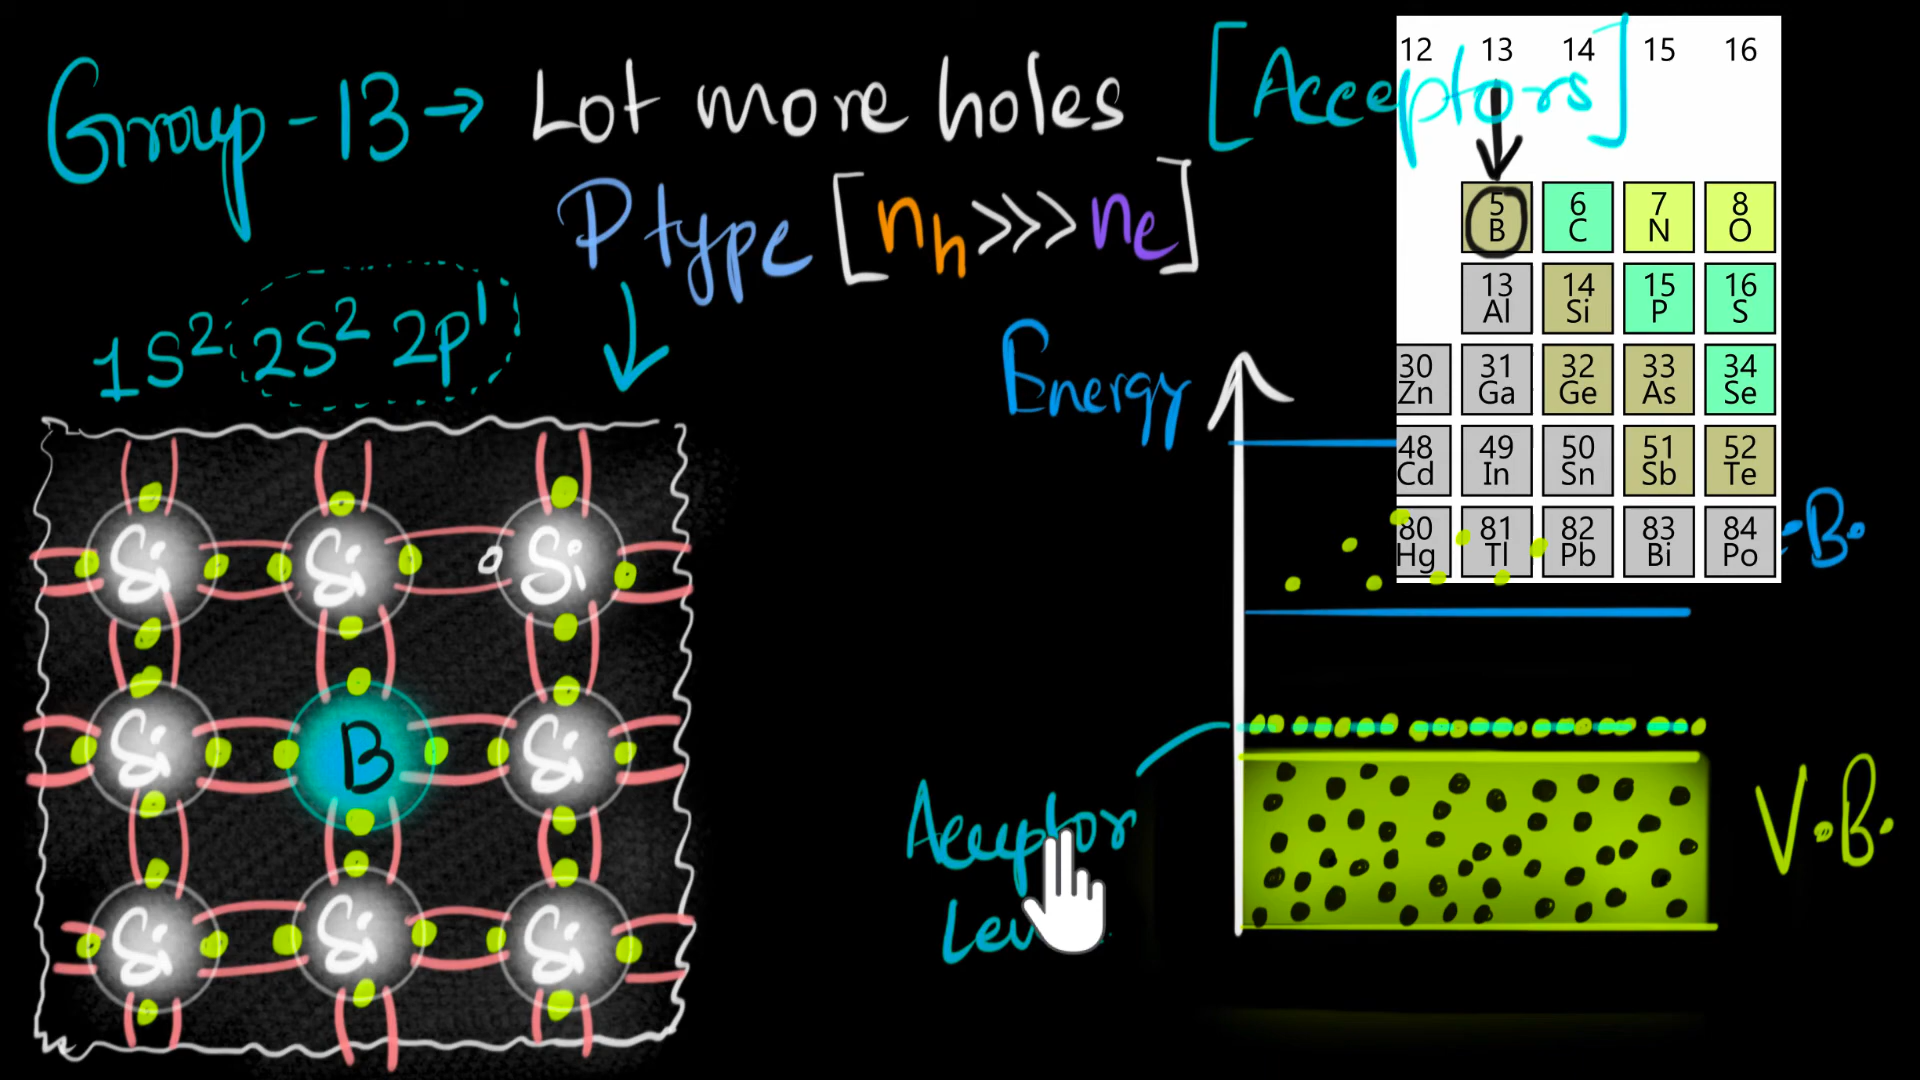 Group-13 → Lot more holes [Acceptors]
P type [nh >>> ne]
1s² 2s² 2p¹
Energy
12 13 14 15 16
5 6 7 8
B C N O
13 14 15 16
Al Si P S
30 31 32 33 34
Zn Ga Ge As Se
48 49 50 51 52
Cd In Sn Sb Te
80 81 82 83 84
Hg Tl Pb Bi Po
Si Si Si
Si B Si
Si Si Si
B.
Acceptor
V.B.